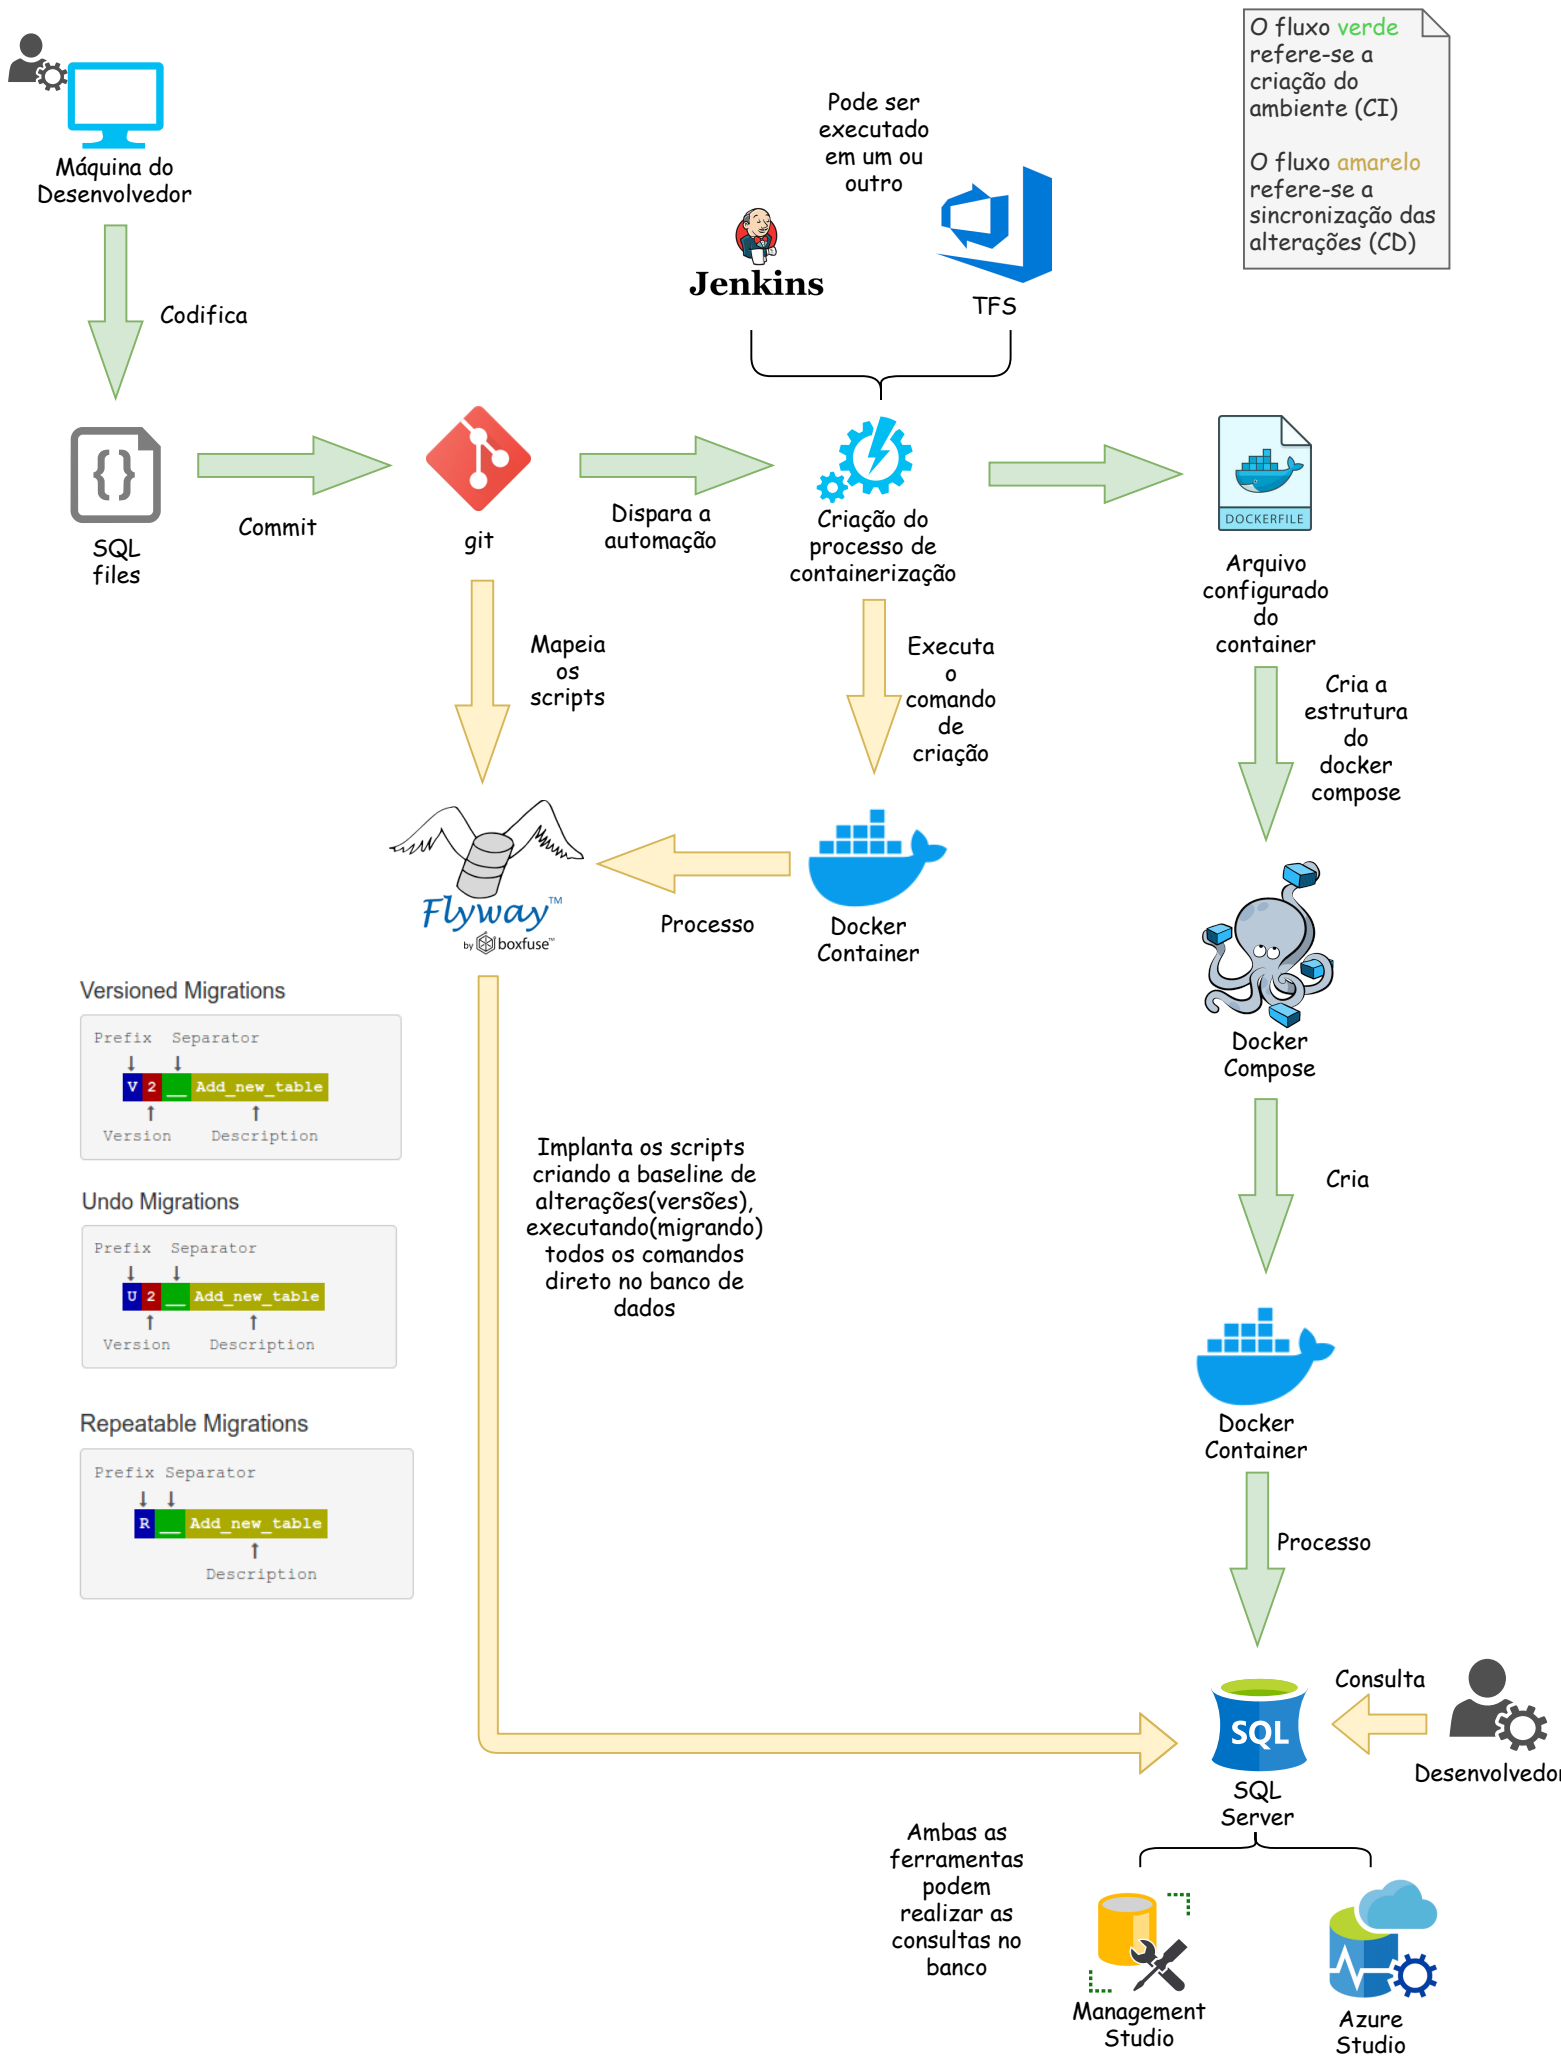 O fluxo verde
refere-se a
criação do
ambiente (CI)
O fluxo amarelo
refere-se a
sincronização das
alterações (CD)
Máquina do
Desenvolvedor
Pode ser
executado
em um ou
outro
Jenkins
TFS
Codifica
SQL
files
Commit
git
Dispara a
automação
Criação do
processo de
containerização
DOCKERFILE
Arquivo
configurado
do
container
Mapeia
os
scripts
Executa
o
comando
de
criação
Cria a
estrutura
do
docker
compose
Flyway™
by boxfuse™
Processo
Docker
Container
Docker
Compose
Versioned Migrations
Prefix Separator
V 2 __ Add_new_table
Version Description
Undo Migrations
Prefix Separator
U 2 __ Add_new_table
Version Description
Repeatable Migrations
Prefix Separator
R __ Add_new_table
Description
Implanta os scripts
criando a baseline de
alterações(versões),
executando(migrando)
todos os comandos
direto no banco de
dados
Cria
Docker
Container
Processo
SQL
SQL
Server
Consulta
Desenvolvedor
Ambas as
ferramentas
podem
realizar as
consultas no
banco
Management
Studio
Azure
Studio